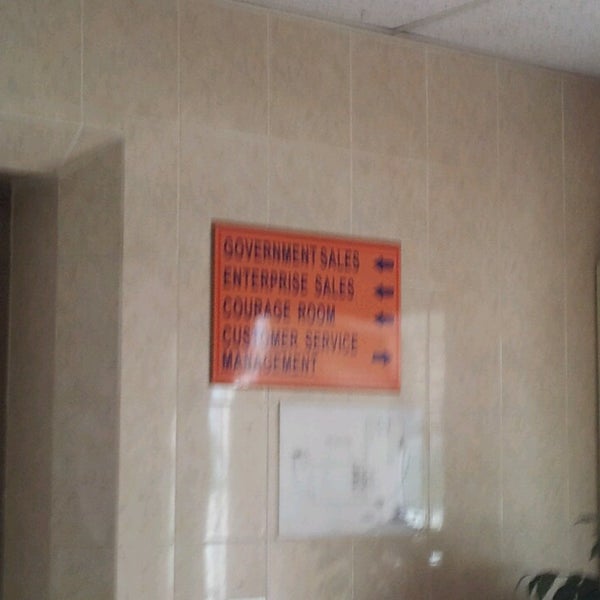 GOVERNMENT SALES
ENTERPRISE SALES
COURAGE ROOM
CUSTOMER SERVICE
MANAGEMENT